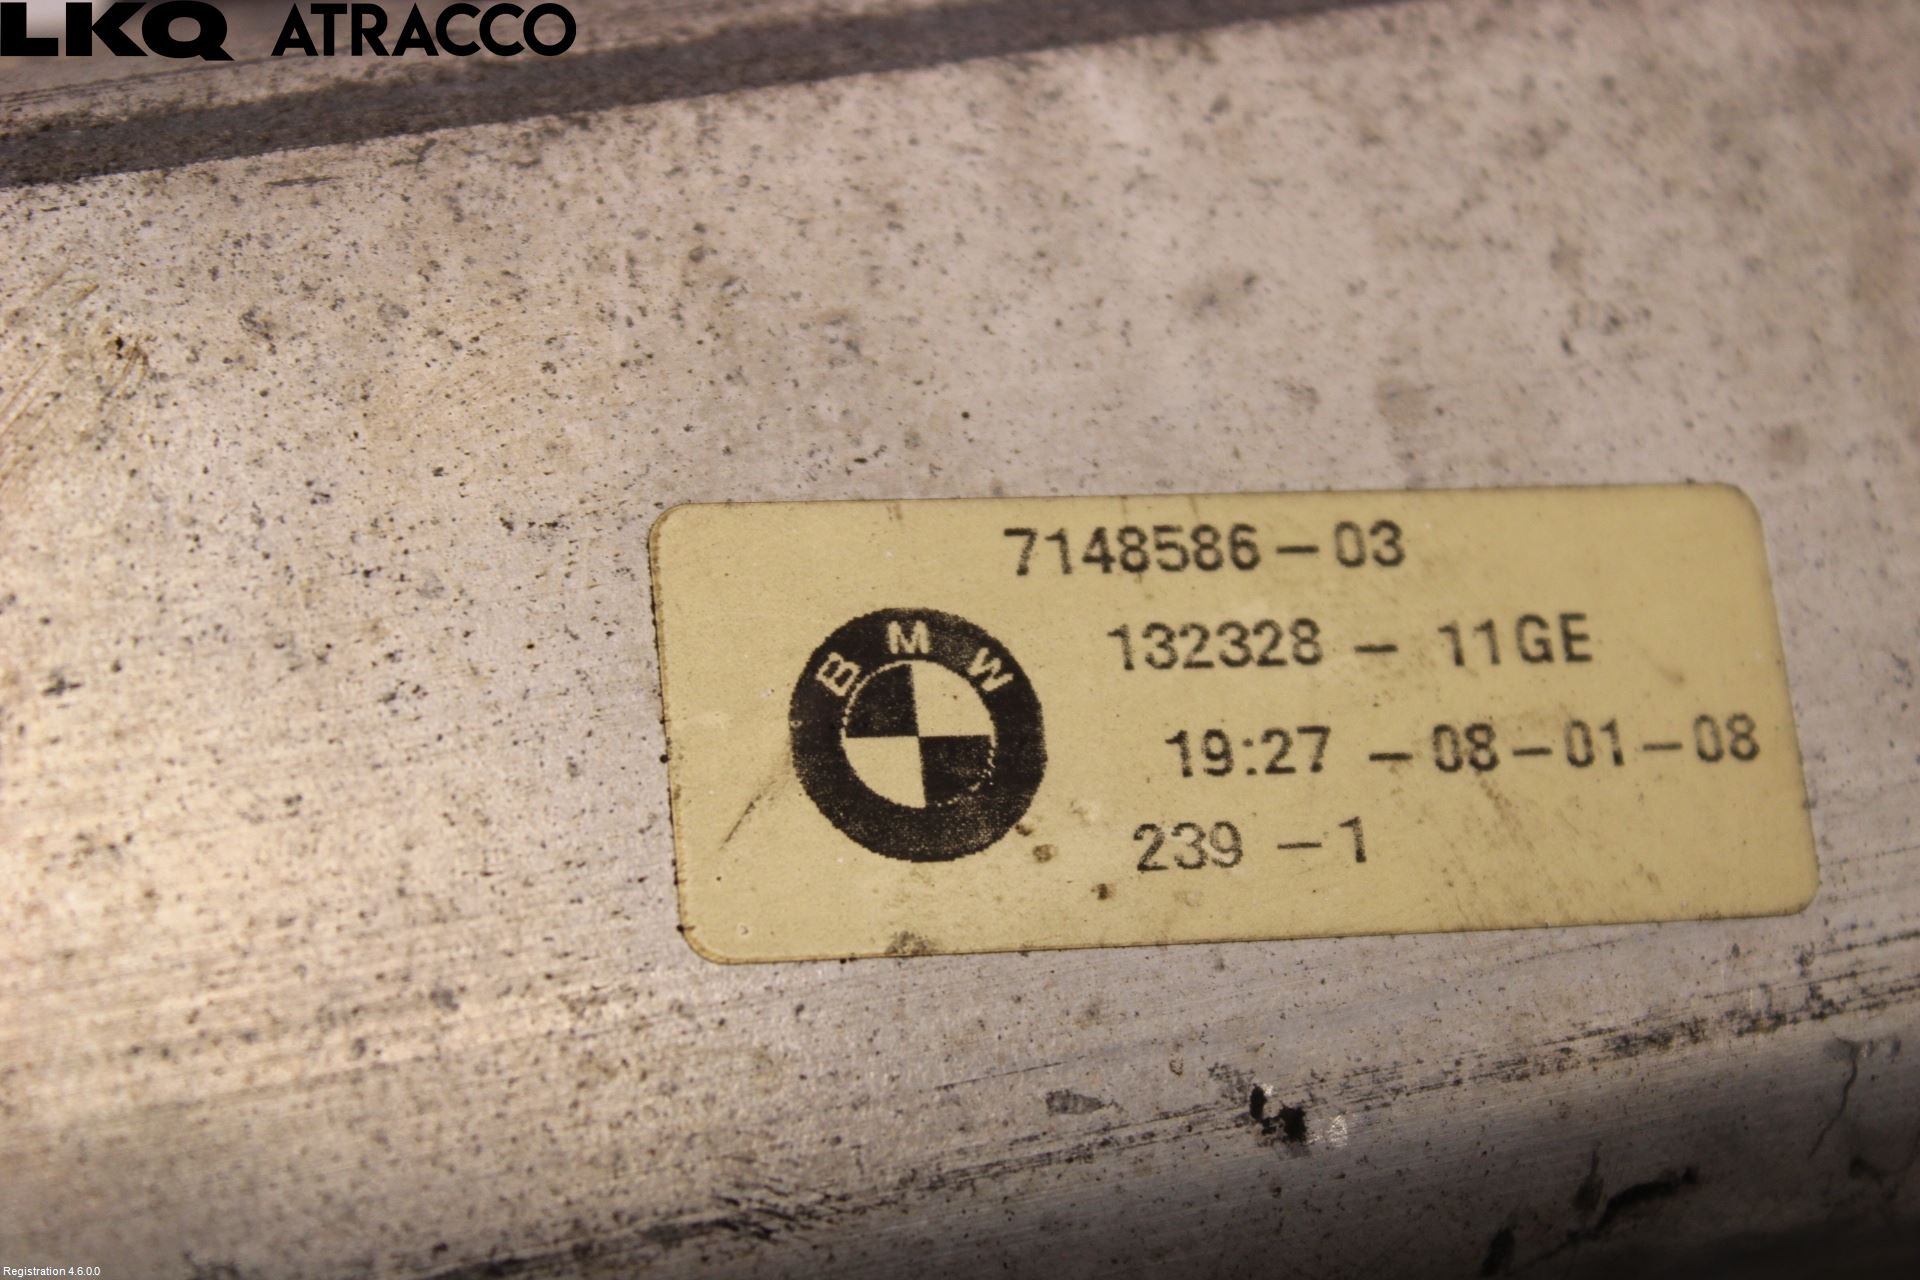 LKQ ATRACCO
7148586-03
132328 - 11GE
BMW
19:27 -08-01-08
239 -1
Registration 4.6.0.0